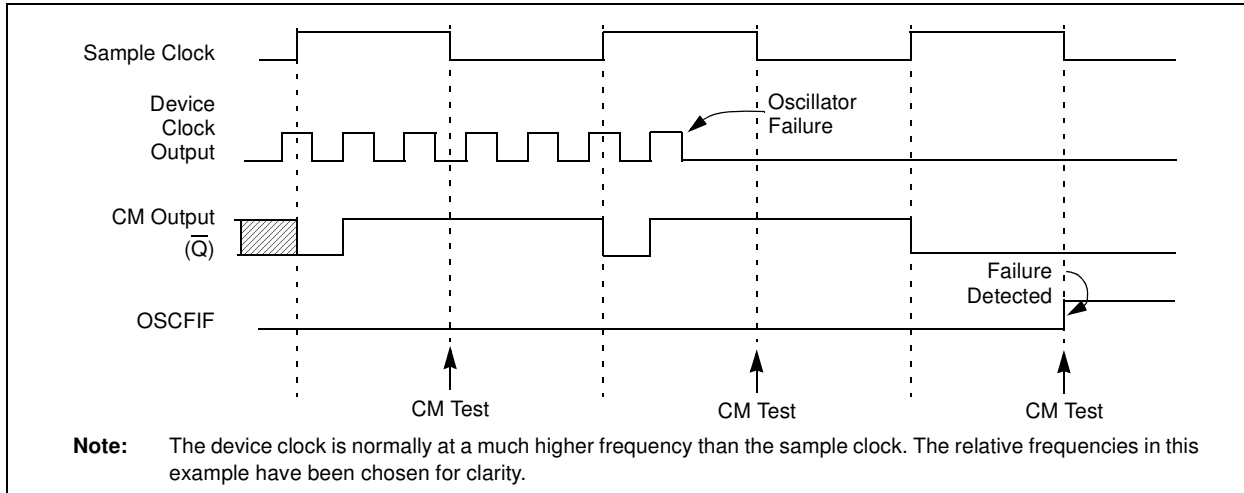 Sample Clock
Device
Clock
Output
Oscillator
Failure
CM Output
(Q̅)
Failure
Detected
OSCFIF
CM Test
CM Test
CM Test
Note: The device clock is normally at a much higher frequency than the sample clock. The relative frequencies in this
example have been chosen for clarity.